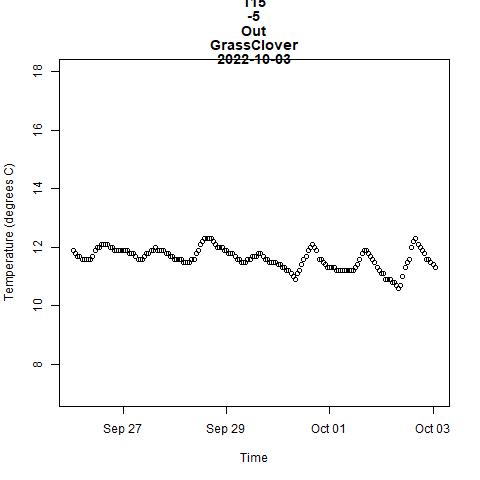 T15
-5
Out
GrassClover
2022-10-03
Temperature (degrees C)
18
16
14
12
10
8
Sep 27
Sep 29
Oct 01
Oct 03
Time